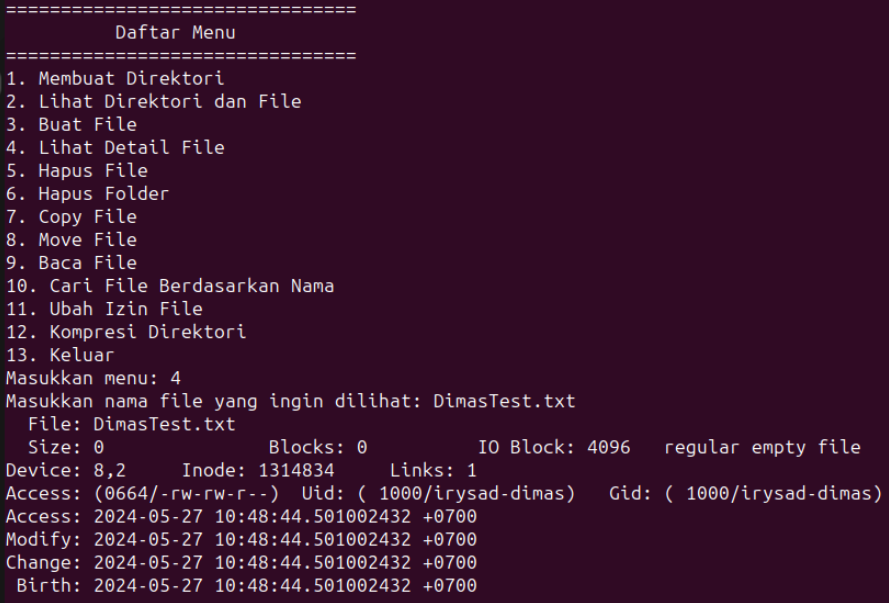 ================================
          Daftar Menu
================================
1. Membuat Direktori
2. Lihat Direktori dan File
3. Buat File
4. Lihat Detail File
5. Hapus File
6. Hapus Folder
7. Copy File
8. Move File
9. Baca File
10. Cari File Berdasarkan Nama
11. Ubah Izin File
12. Kompresi Direktori
13. Keluar
Masukkan menu: 4
Masukkan nama file yang ingin dilihat: DimasTest.txt
  File: DimasTest.txt
  Size: 0               Blocks: 0          IO Block: 4096   regular empty file
Device: 8,2     Inode: 1314834     Links: 1
Access: (0664/-rw-rw-r--)  Uid: ( 1000/irysad-dimas)   Gid: ( 1000/irysad-dimas)
Access: 2024-05-27 10:48:44.501002432 +0700
Modify: 2024-05-27 10:48:44.501002432 +0700
Change: 2024-05-27 10:48:44.501002432 +0700
 Birth: 2024-05-27 10:48:44.501002432 +0700